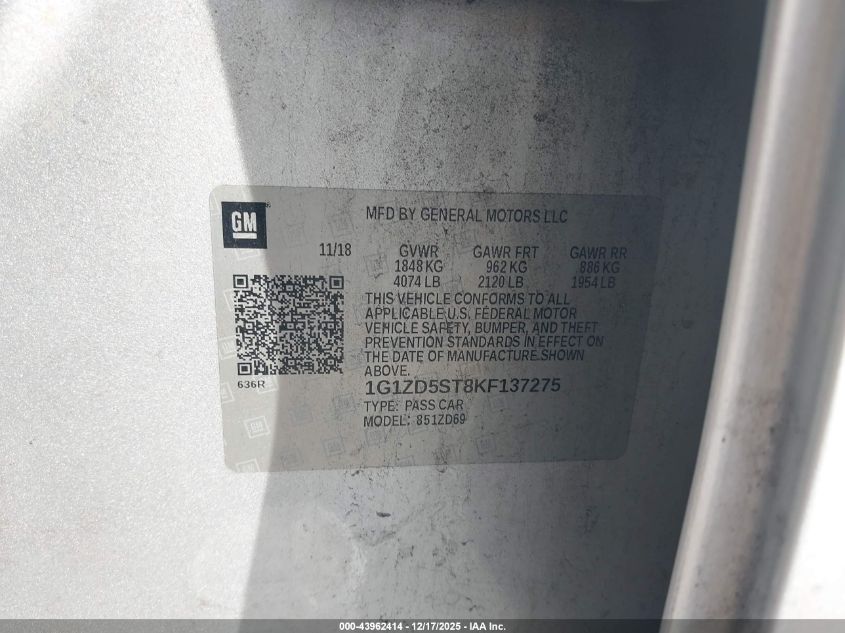 GM
®
MFD BY GENERAL MOTORS LLC
11/18 GVWR GAWR FRT GAWR RR
1848 KG 962 KG 886 KG
4074 LB 2120 LB 1954 LB
THIS VEHICLE CONFORMS TO ALL
APPLICABLE U.S. FEDERAL MOTOR
VEHICLE SAFETY, BUMPER, AND THEFT
PREVENTION STANDARDS IN EFFECT ON
THE DATE OF MANUFACTURE SHOWN
ABOVE.
636R
1G1ZD5ST8KF137275
TYPE: PASS CAR
MODEL: 851ZD69
000-43962414 - 12/17/2025 - IAA Inc.